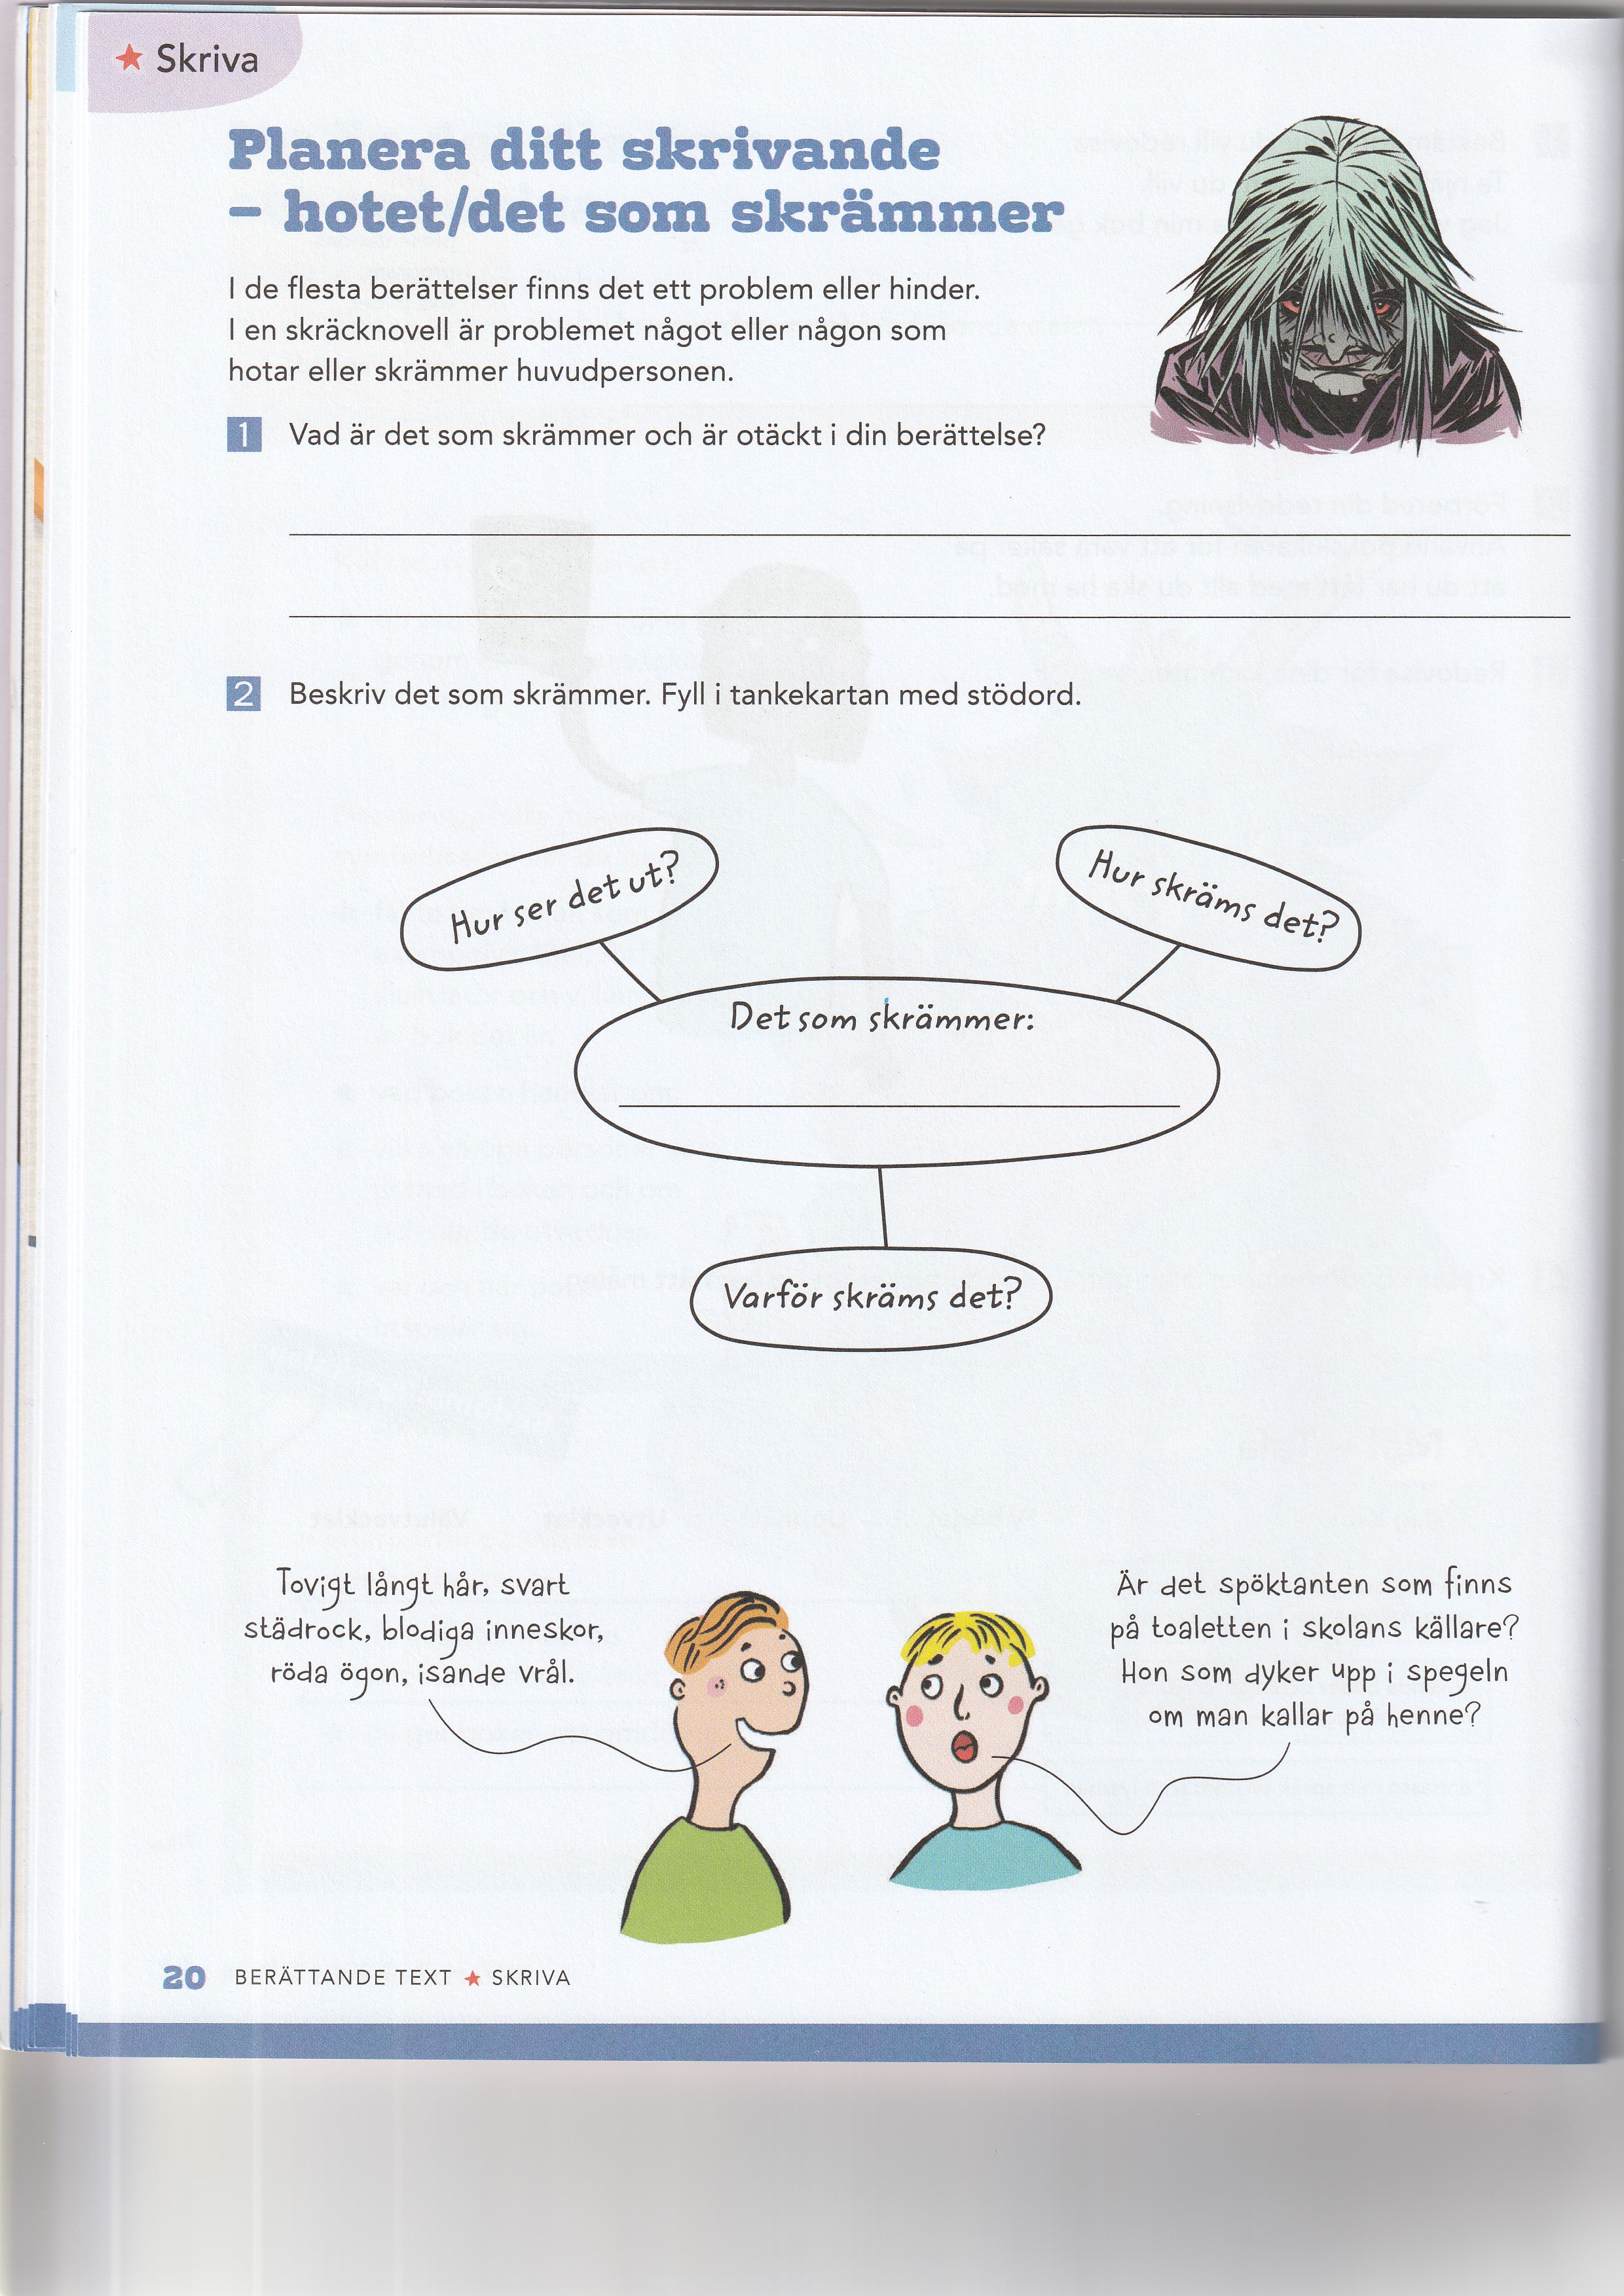 ★ Skriva
Planera ditt skrivande
– hotet/det som skrämmer
I de flesta berättelser finns det ett problem eller hinder.
I en skräcknovell är problemet något eller någon som
hotar eller skrämmer huvudpersonen.
1 Vad är det som skrämmer och är otäckt i din berättelse?
2 Beskriv det som skrämmer. Fyll i tankekartan med stödord.
Hur ser det ut?
Hur skräms det?
Det som skrämmer:
Varför skräms det?
Tovigt långt hår, svart
städrock, blodiga inneskor,
röda ögon, isande vrål.
Är det spöktanten som finns
på toaletten i skolans källare?
Hon som dyker upp i spegeln
om man kallar på henne?
20 BERÄTTANDE TEXT ★ SKRIVA